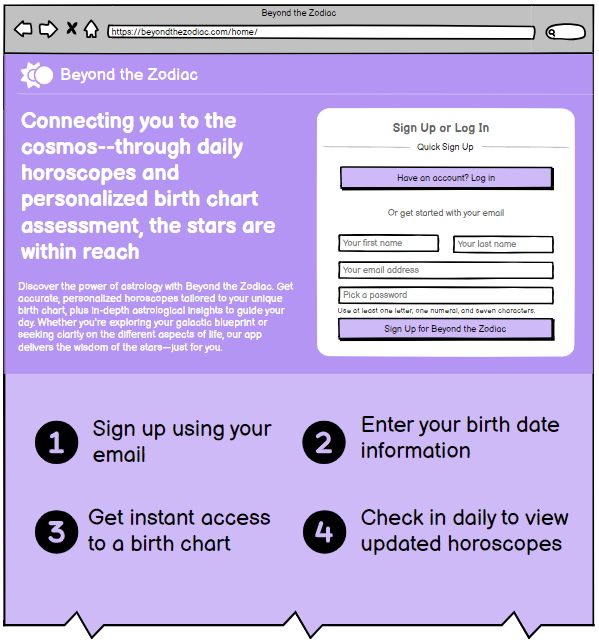 Beyond the Zodiac
https://beyondthezodiac.com/home/
Beyond the Zodiac
Connecting you to the
cosmos--through daily
horoscopes and
personalized birth chart
assessment, the stars are
within reach
Discover the power of astrology with Beyond the Zodiac. Get
accurate, personalized horoscopes tailored to your unique
birth chart, plus in-depth astrological insights to guide your
day. Whether you're exploring your galactic blueprint or
seeking clarity on the different aspects of life, our app
delivers the wisdom of the stars—just for you.
Sign Up or Log In
Quick Sign Up
Have an account? Log in
Or get started with your email
Your first name
Your last name
Your email address
Pick a password
Use at least one letter, one numeral, and seven characters.
Sign Up for Beyond the Zodiac
1 Sign up using your
email
2 Enter your birth date
information
3 Get instant access
to a birth chart
4 Check in daily to view
updated horoscopes